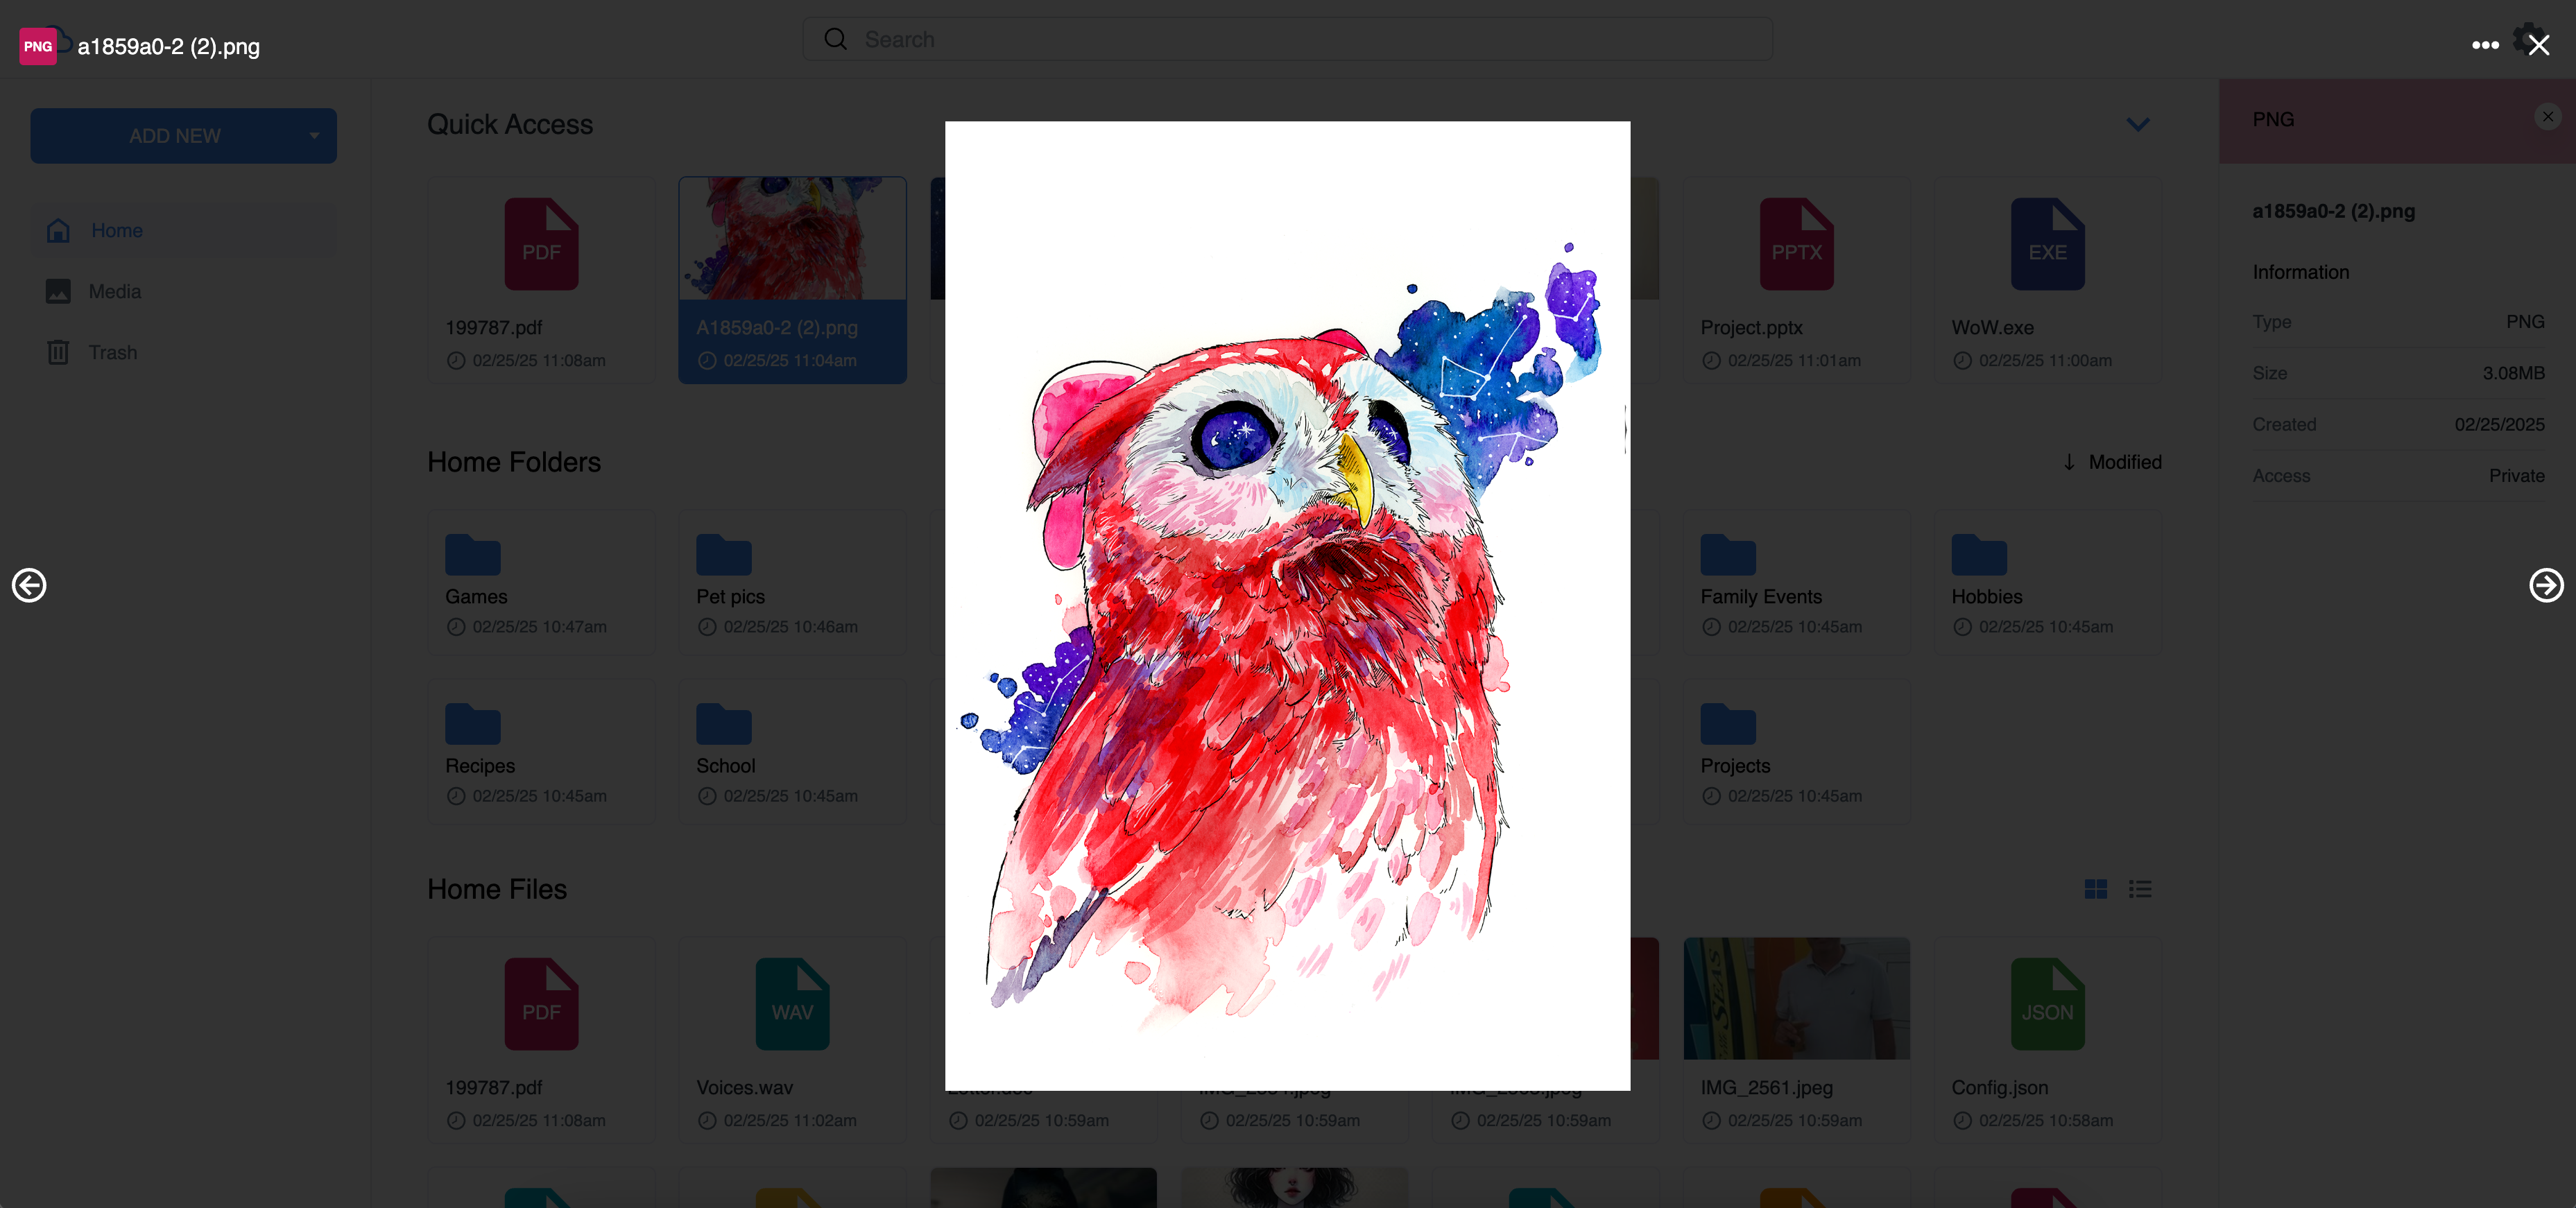 PNG a1859a0-2 (2).png
Search
ADD NEW
Home
Media
Trash
Quick Access
PDF
199787.pdf
02/25/25 11:08am
A1859a0-2 (2).png
02/25/25 11:04am
PPTX
Project.pptx
02/25/25 11:01am
EXE
WoW.exe
02/25/25 11:00am
Home Folders
Modified
Games
02/25/25 10:47am
Pet pics
02/25/25 10:46am
Family Events
02/25/25 10:45am
Hobbies
02/25/25 10:45am
Recipes
02/25/25 10:45am
School
02/25/25 10:45am
Projects
02/25/25 10:45am
Home Files
PDF
199787.pdf
02/25/25 11:08am
WAV
Voices.wav
02/25/25 11:02am
02/25/25 10:59am
02/25/25 10:59am
02/25/25 10:59am
SEAS
IMG_2561.jpeg
02/25/25 10:59am
JSON
Config.json
02/25/25 10:58am
PNG
a1859a0-2 (2).png
Information
Type PNG
Size 3.08MB
Created 02/25/2025
Access Private